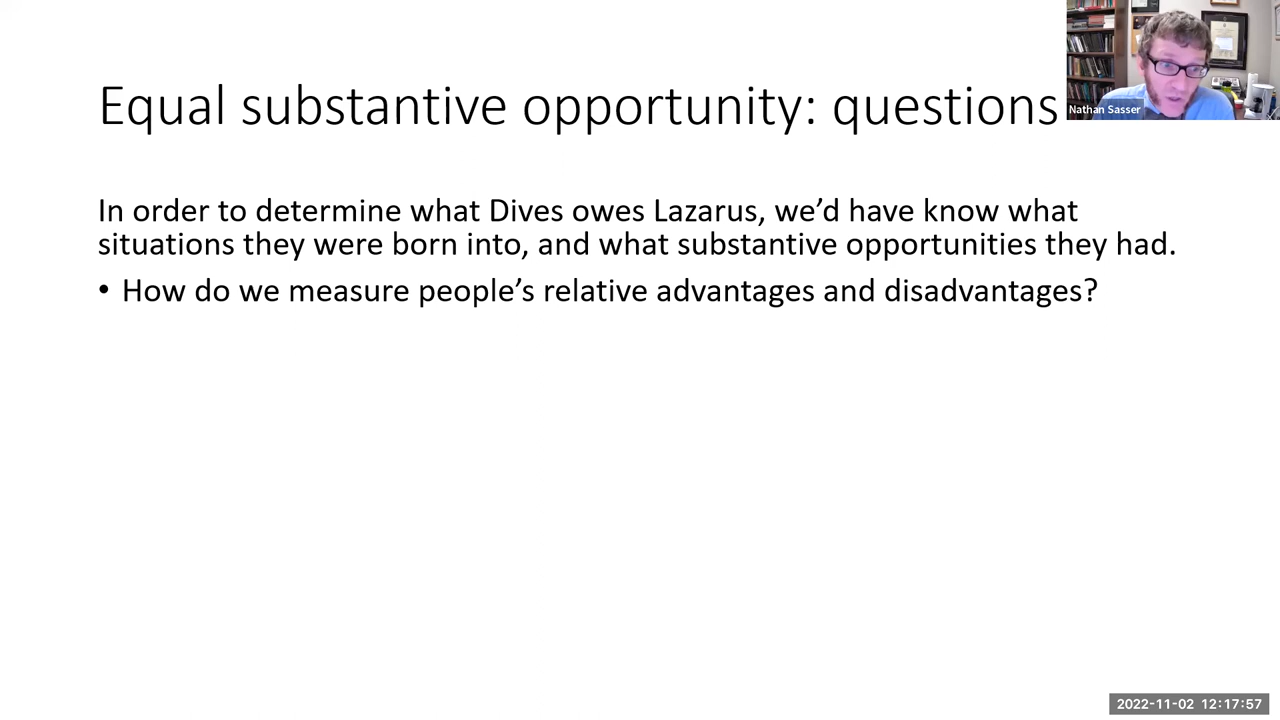 Equal substantive opportunity: questions
Nathan Sasser
In order to determine what Dives owes Lazarus, we’d have know what
situations they were born into, and what substantive opportunities they had.
• How do we measure people’s relative advantages and disadvantages?
2022-11-02 12:17:57